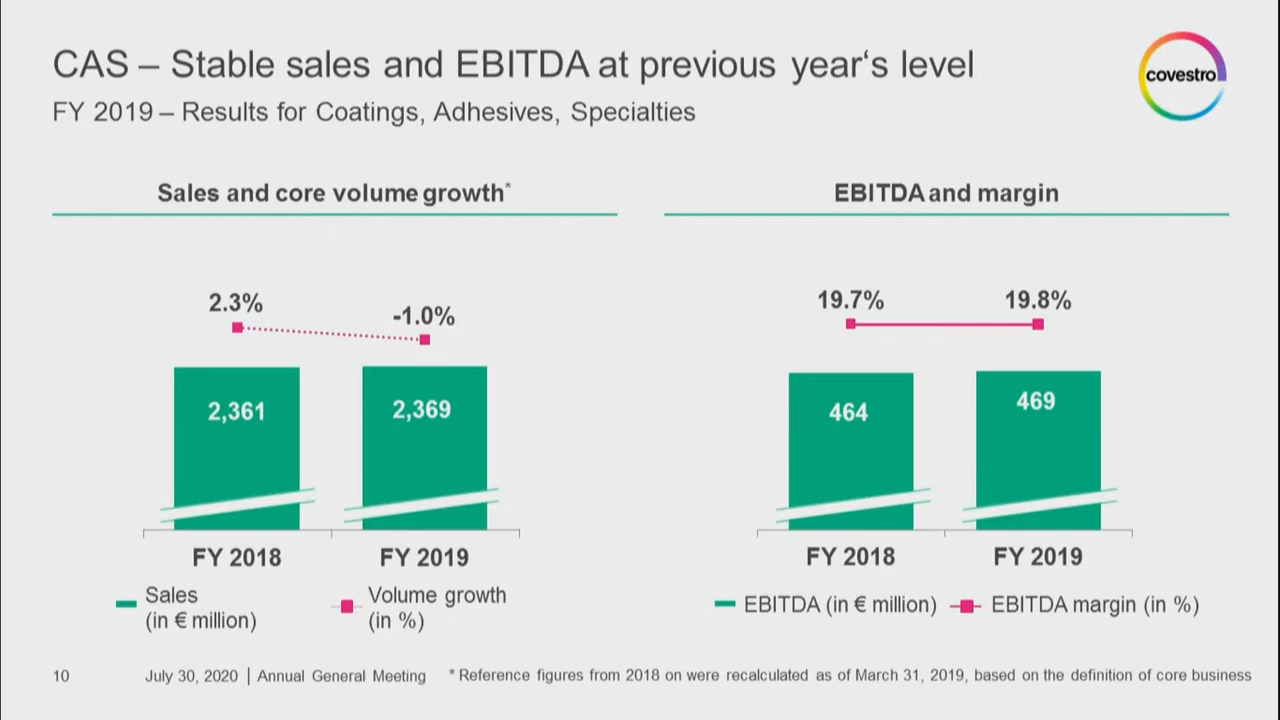 CAS – Stable sales and EBITDA at previous year‘s level
covestro
FY 2019 – Results for Coatings, Adhesives, Specialties
Sales and core volume growth*
2.3%
-1.0%
2,361
2,369
FY 2018
FY 2019
Sales
(in € million)
Volume growth
(in %)
EBITDA and margin
19.7%
19.8%
464
469
FY 2018
FY 2019
EBITDA (in € million)
EBITDA margin (in %)
10
July 30, 2020 | Annual General Meeting
* Reference figures from 2018 on were recalculated as of March 31, 2019, based on the definition of core business